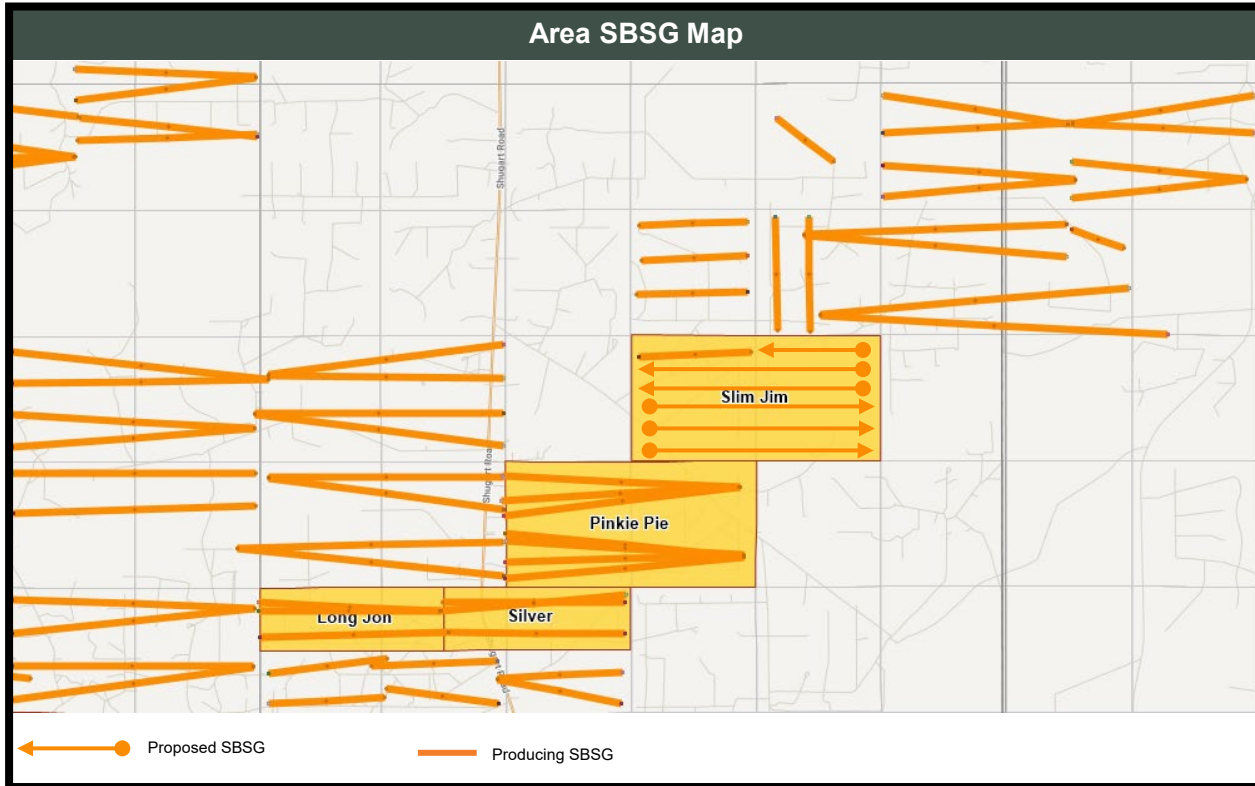 Area SBSG Map
Shugart Road
Slim Jim
Shugart Road
Pinkie Pie
Long Jon
Silver
Proposed SBSG
Producing SBSG